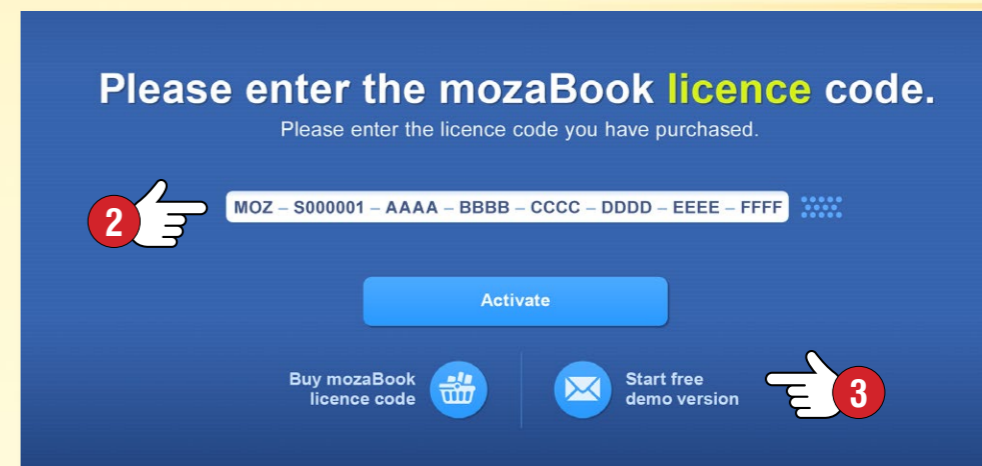 Please enter the mozaBook licence code.
Please enter the licence code you have purchased.
2
MOZ – S000001 – AAAA – BBBB – CCCC – DDDD – EEEE – FFFF
Activate
Buy mozaBook
licence code
Start free
demo version
3